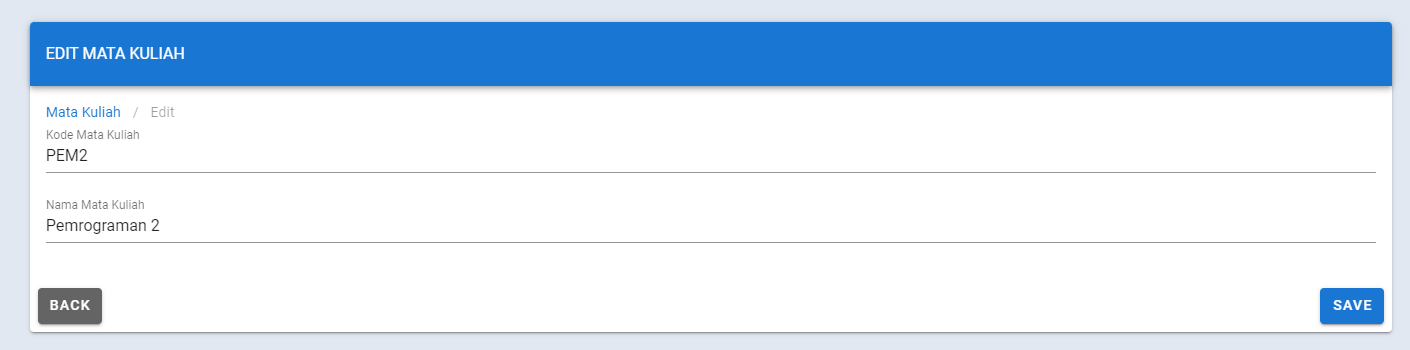 EDIT MATA KULIAH
Mata Kuliah / Edit
Kode Mata Kuliah
PEM2
Nama Mata Kuliah
Pemrograman 2
BACK SAVE